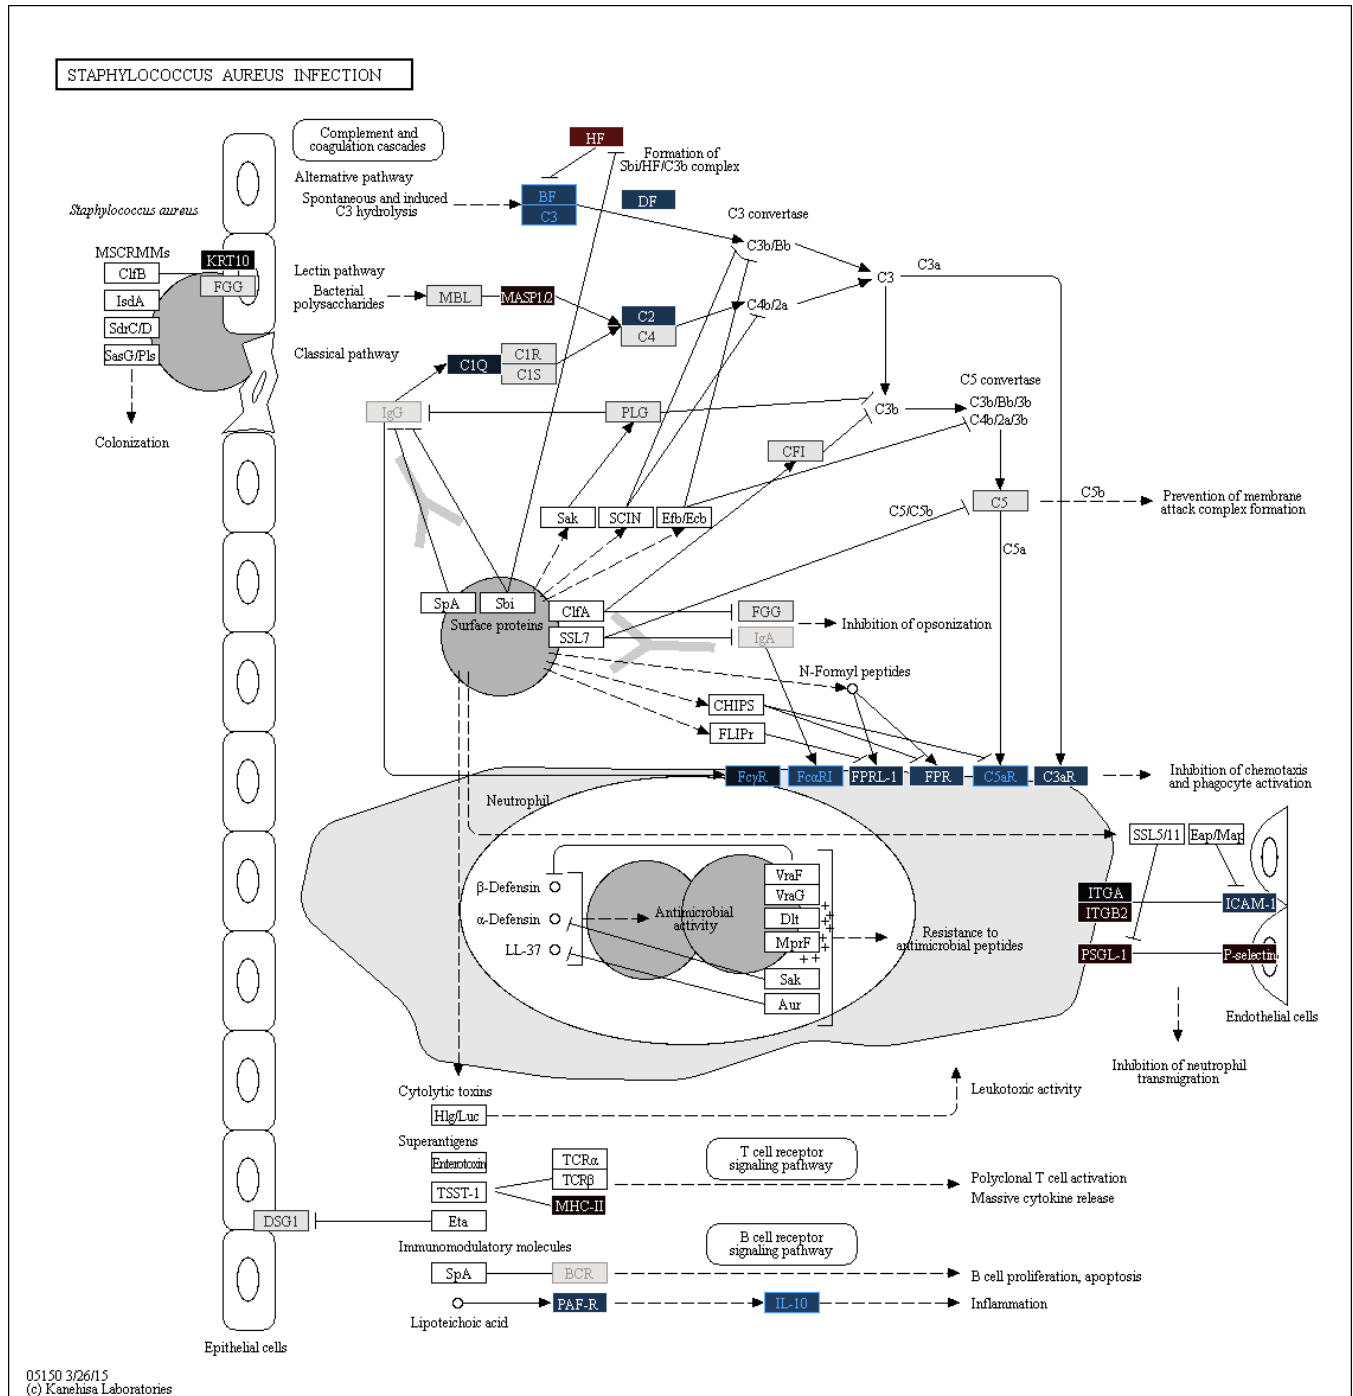 STAPHYLOCOCCUS AUREUS INFECTION
Complement and
coagulation cascades
HF
Formation of
Sbi/HF/C3b complex
Alternative pathway
Spontaneous and induced
C3 hydrolysis
BF
C3
DF
Staphylococcus aureus
C3 convertase
C3b/Bb
MSCRMMs
ClfB
IsdA
SdrC/D
SasG/Pls
KRT10
FGG
Colonization
Lectin pathway
Bacterial
polysaccharides
MBL
MASP1/2
C2
C4
C4b/2a
C3
C3a
Classical pathway
C1Q
C1R
C1S
C5 convertase
C3b/Bb/3b
C4b/2a/3b
IgG
PLG
C3b
CFI
C5
C5b
Prevention of membrane
attack complex formation
Sak
SCIN
Efb/Ecb
C5/C5b
C5a
SpA
Sbi
Surface proteins
ClfA
SSL7
FGG
IgA
Inhibition of opsonization
N-Formyl peptides
CHIPS
FLIPr
FcγR
FcαRI
FPRL-1
FPR
C5aR
C3aR
Inhibition of chemotaxis
and phagocyte activation
Neutrophil
SSL5/11
Eap/Map
β-Defensin
α-Defensin
LL-37
Antimicrobial
activity
VraF
VraG
Dlt
MprF
Sak
Aur
+
+
+
+
+
+ +
Resistance to
antimicrobial peptides
ITGA
ITGB2
ICAM-1
PSGL-1
P-selectin
Endothelial cells
Inhibition of neutrophil
transmigration
Cytolytic toxins
Hlg/Luc
Leukotoxic activity
Superantigens
Enterotoxin
TSST-1
Eta
DSG1
TCRα
TCRβ
MHC-II
T cell receptor
signaling pathway
Polyclonal T cell activation
Massive cytokine release
Immunomodulatory molecules
B cell receptor
signaling pathway
SpA
BCR
B cell proliferation, apoptosis
PAF-R
IL-10
Inflammation
Lipoteichoic acid
Epithelial cells
05150 3/26/15
(c) Kanehisa Laboratories